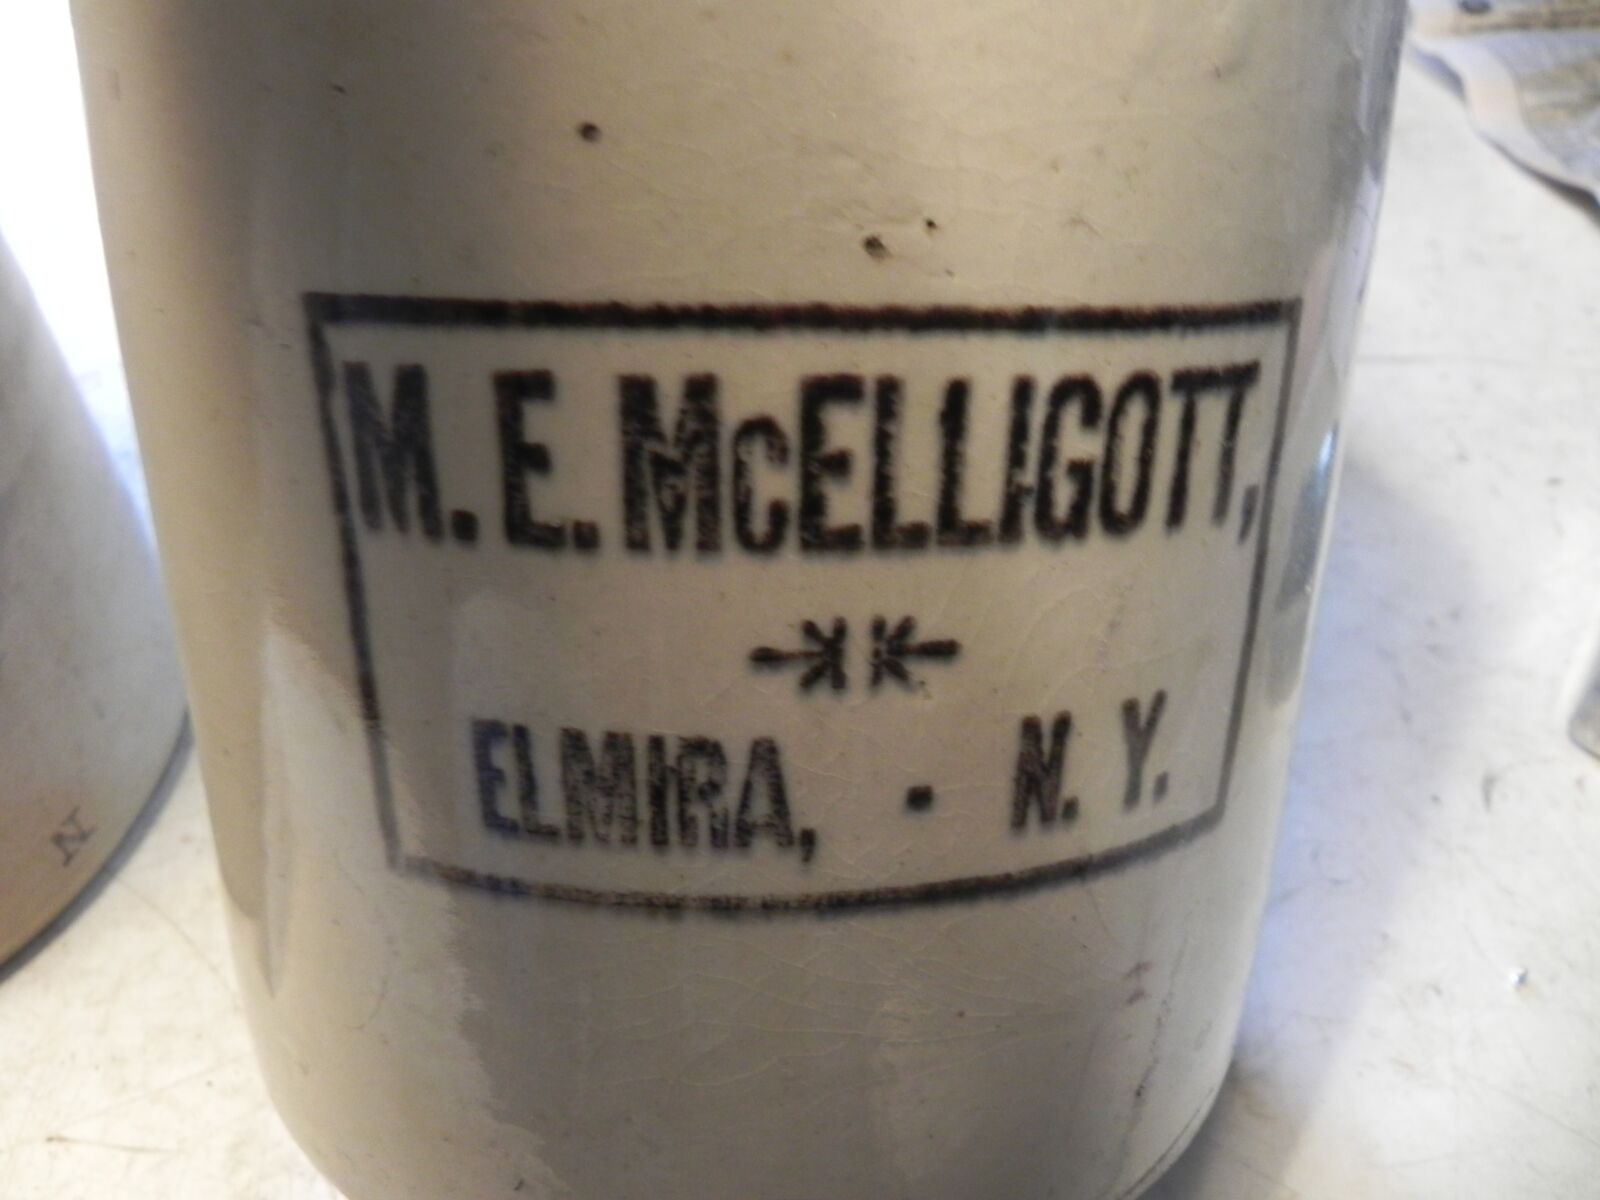 M. E. McELLIGOTT,
ELMIRA, · N. Y.
N